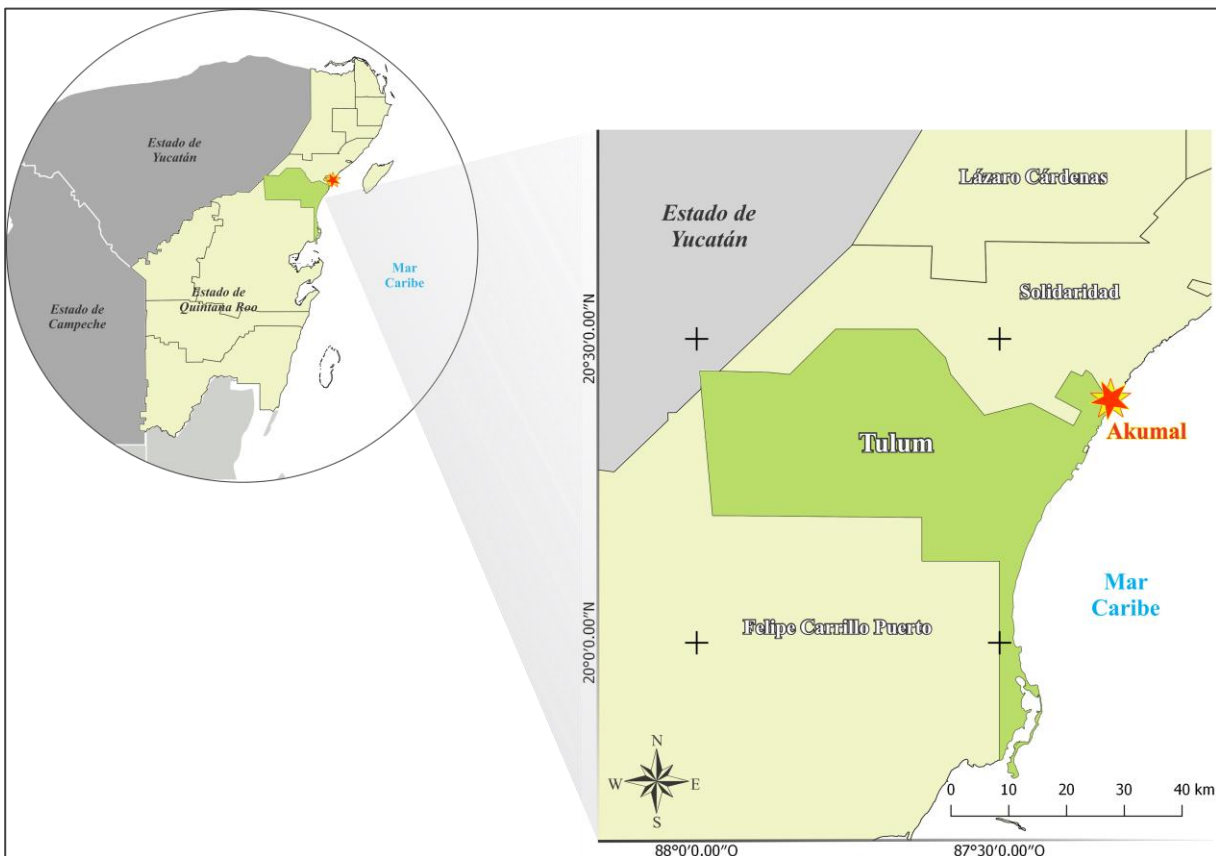 Estado de
Yucatán
Estado de
Quintana Roo
Estado de
Campeche
Mar
Caribe
Lázaro Cárdenas
Estado de
Yucatán
Solidaridad
20°30'0.00"N
Akumal
Tulum
Mar
Caribe
Felipe Carrillo Puerto
20°0'0.00"N
N
W
E
S
0
10
20
30
40 km
88°0'0.00"O
87°30'0.00"O